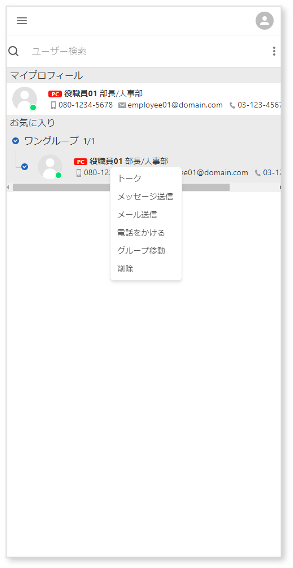 ユーザー検索
マイプロフィール
PC 役職員01 部長/人事部
080-1234-5678 employee01@domain.com 03-123-4567
お気に入り
ワングループ 1/1
PC 役職員01 部長/人事部
080-12 ee01@domain.com 03-12
トーク
メッセージ送信
メール送信
電話をかける
グループ移動
削除